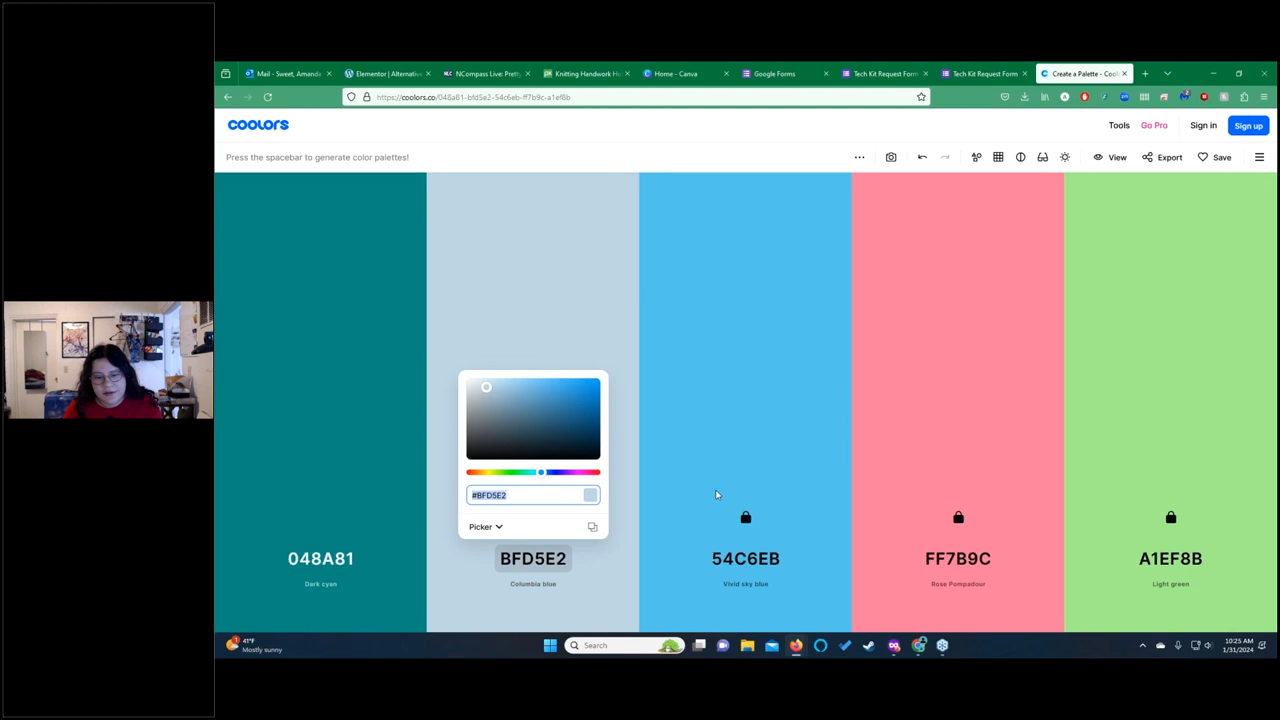 Mail - Sweet, Amanda
Elementor | Alternativ
NCompass Live: Pretty
Knitting Handwork H
Home - Canva
Google Forms
Tech Kit Request Form
Tech Kit Request Form
Create a Palette - Cool
https://coolors.co/048a81-bfd5e2-54c6eb-ff7b9c-a1ef8b
coolors
Tools
Go Pro
Sign in
Sign up
Press the spacebar to generate color palettes!
View
Export
Save
#BFD5E2
Picker
048A81
BFD5E2
54C6EB
FF7B9C
A1EF8B
Dark cyan
Columbia blue
Vivid sky blue
Rose Pompadour
Light green
41°F
Mostly sunny
Search
10:25 AM
1/31/2024